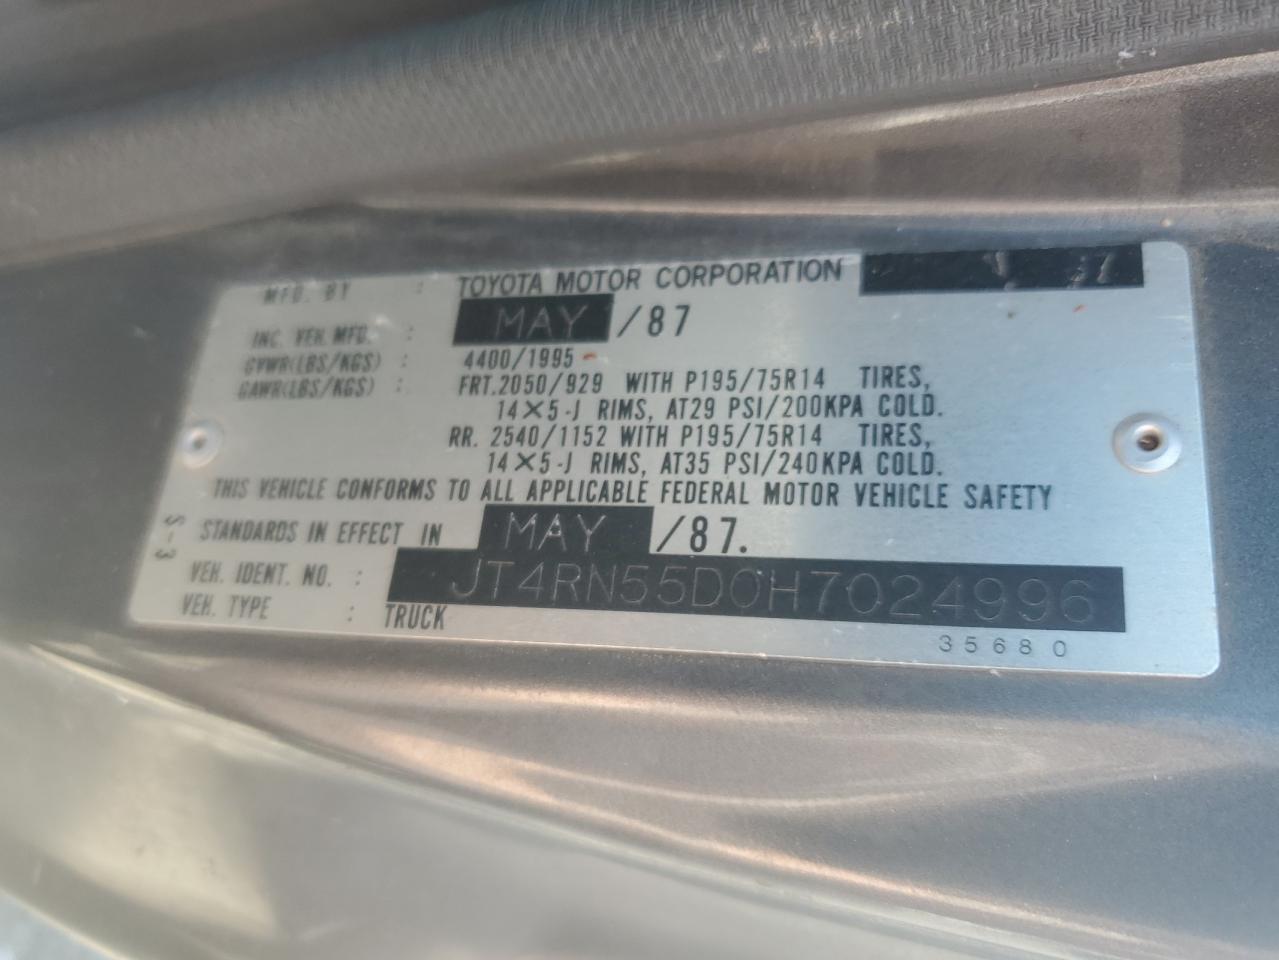 MFD. BY : TOYOTA MOTOR CORPORATION
INC. VEH. MFD. : MAY /87
GVWR(LBS/KGS) : 4400/1995
GAWR(LBS/KGS) : FRT.2050/929 WITH P195/75R14 TIRES,
14×5-J RIMS, AT29 PSI/200KPA COLD.
RR. 2540/1152 WITH P195/75R14 TIRES,
14×5-J RIMS, AT35 PSI/240KPA COLD.
THIS VEHICLE CONFORMS TO ALL APPLICABLE FEDERAL MOTOR VEHICLE SAFETY
STANDARDS IN EFFECT IN MAY /87.
VEH. IDENT. NO. : JT4RN55D0H7024996
VEH. TYPE : TRUCK
35680
S-3